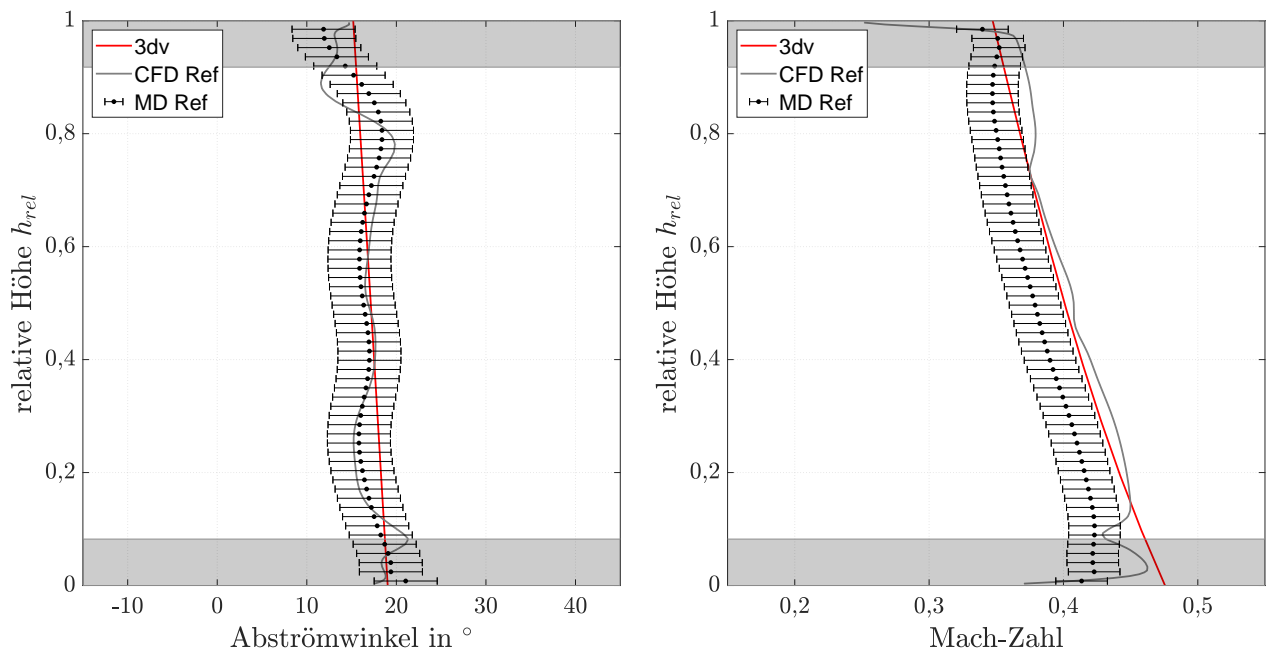 3dv
CFD Ref
MD Ref
1
0,8
0,6
0,4
0,2
0
relative Höhe h_rel
-10 0 10 20 30 40
Abströmwinkel in °
3dv
CFD Ref
MD Ref
1
0,8
0,6
0,4
0,2
0
relative Höhe h_rel
0,2 0,3 0,4 0,5
Mach-Zahl